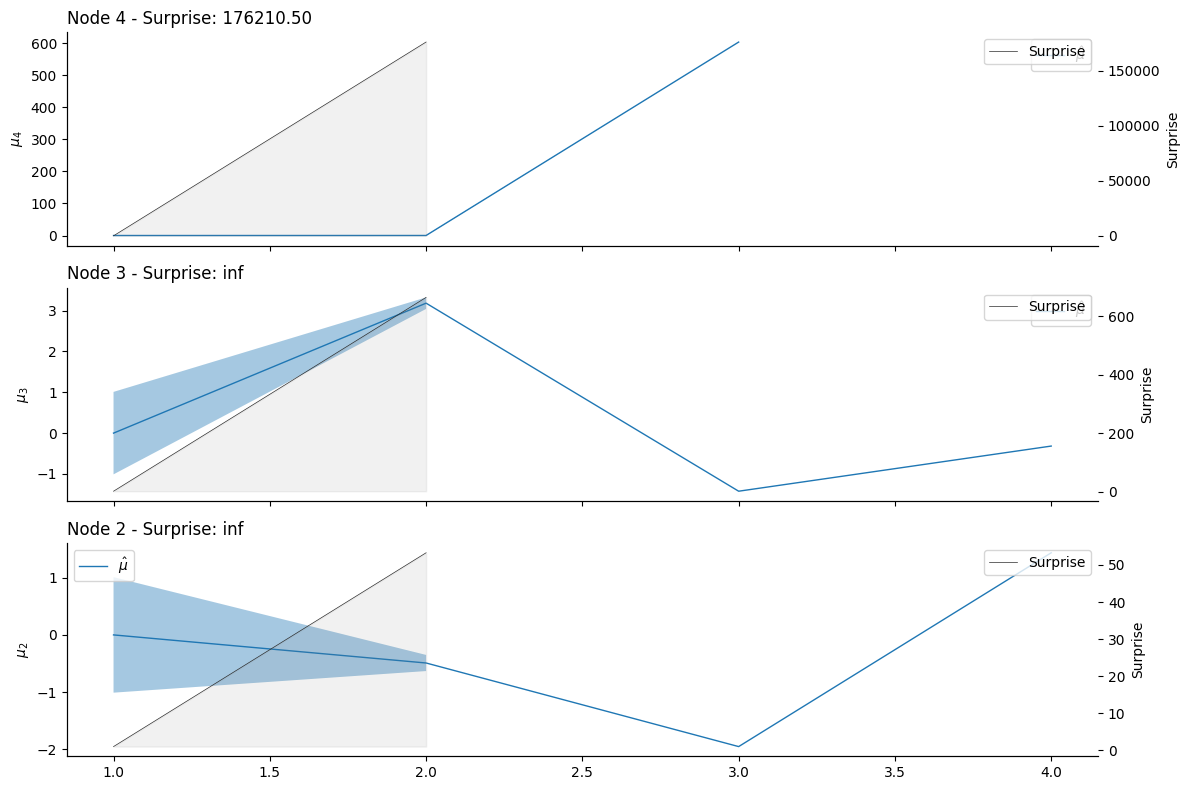 Node 4 - Surprise: 176210.50
600
500
400
300
200
100
0
μ4
Surprise
150000
100000
50000
0
Surprise
Node 3 - Surprise: inf
3
2
1
0
−1
μ3
Surprise
600
400
200
0
Surprise
Node 2 - Surprise: inf
1
0
−1
−2
μ2
μ̂
Surprise
50
40
30
20
10
0
Surprise
1.0 1.5 2.0 2.5 3.0 3.5 4.0